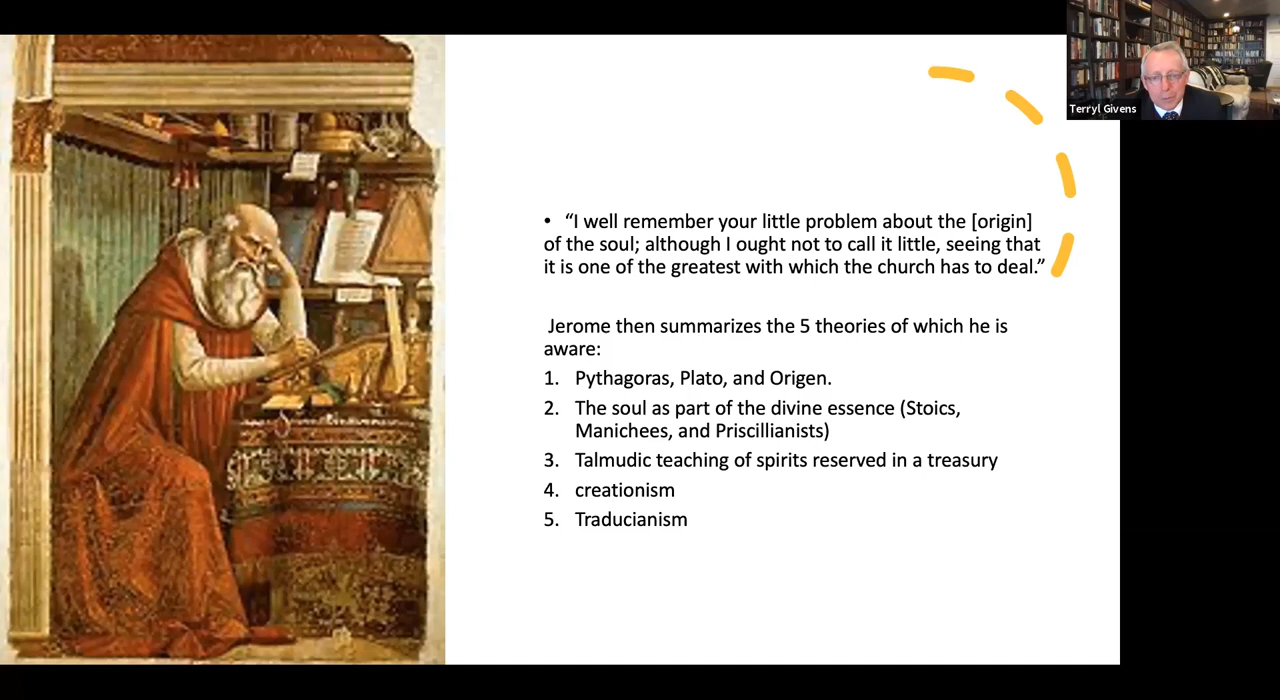 Terryl Givens
• “I well remember your little problem about the [origin]
of the soul; although I ought not to call it little, seeing that
it is one of the greatest with which the church has to deal.”
Jerome then summarizes the 5 theories of which he is
aware:
1. Pythagoras, Plato, and Origen.
2. The soul as part of the divine essence (Stoics,
Manichees, and Priscillianists)
3. Talmudic teaching of spirits reserved in a treasury
4. creationism
5. Traducianism